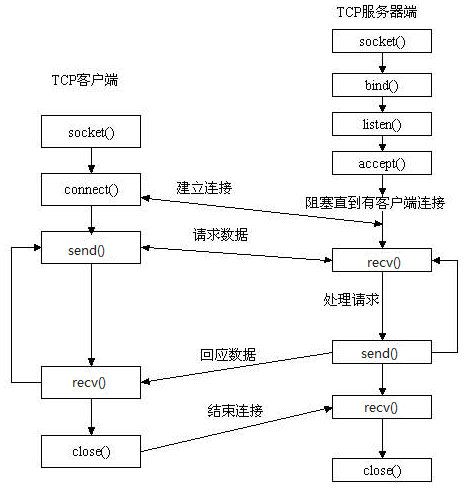 TCP服务器端
socket()
bind()
TCP客户端
listen()
socket()
accept()
connect()
建立连接
阻塞直到有客户端连接
请求数据
send()
recv()
处理请求
回应数据
send()
recv()
结束连接
recv()
close()
close()